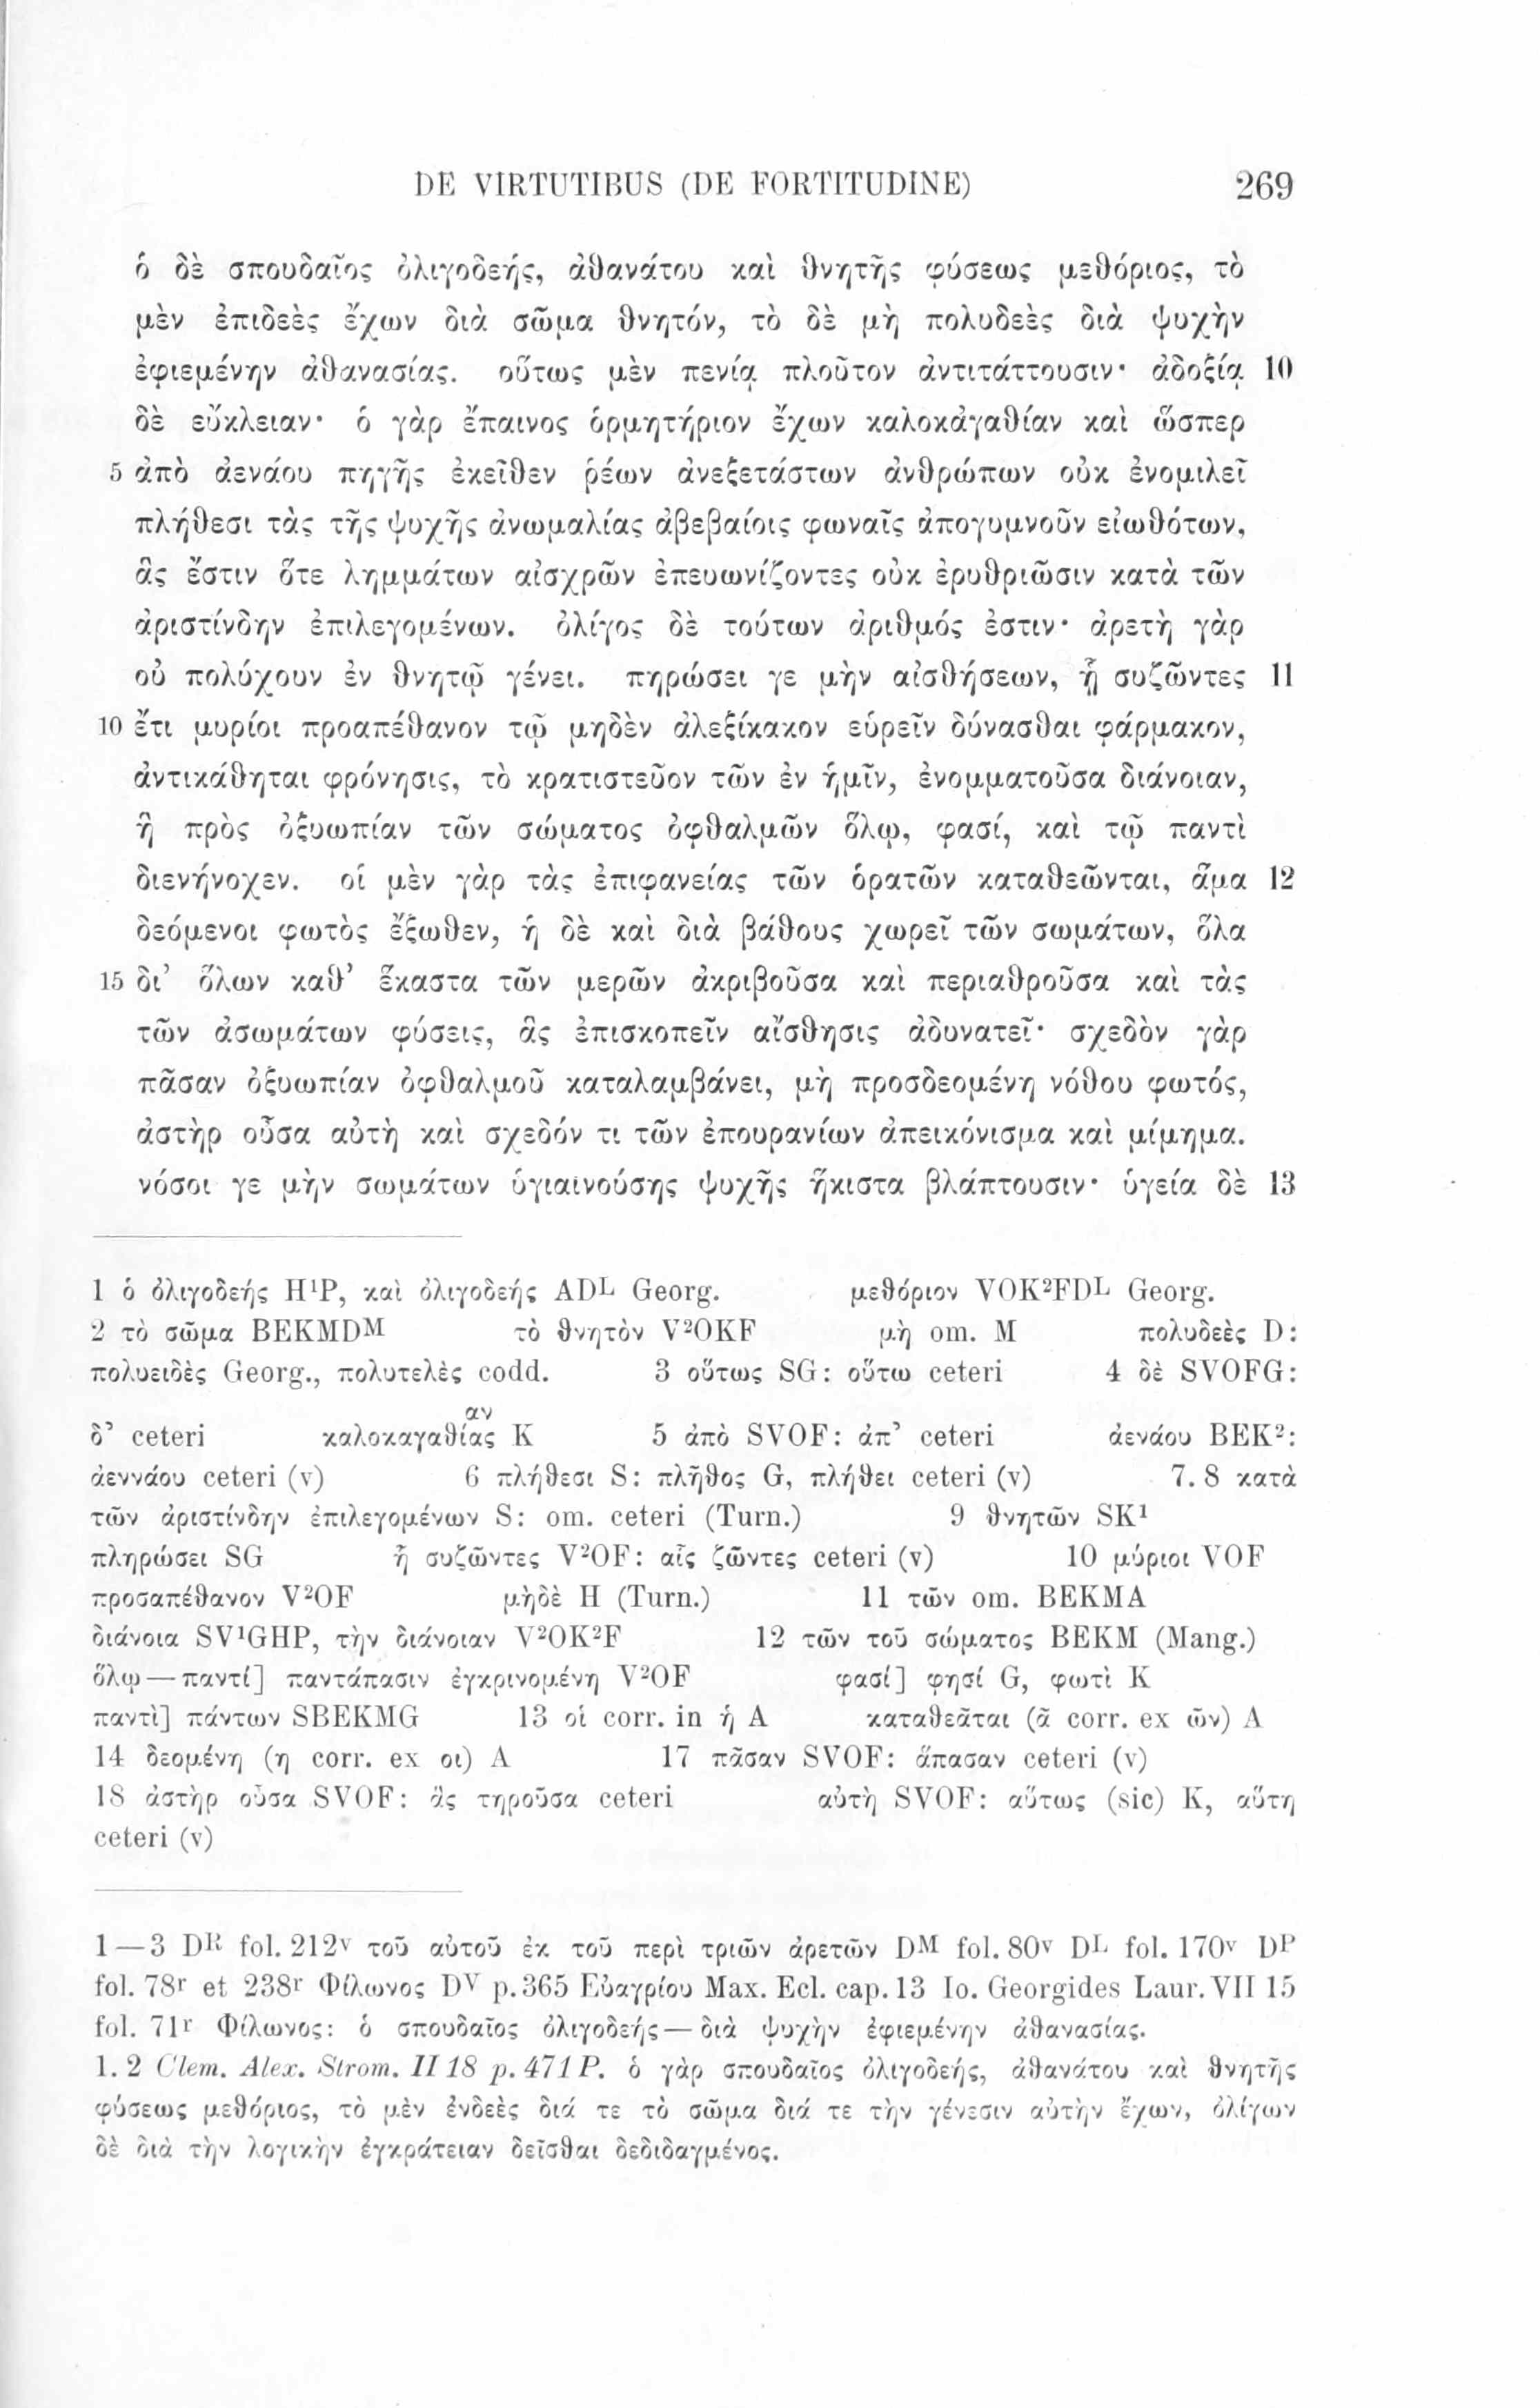 DE VIRTUTIBUS (DE FORTITUDINE) 269
ὁ δὲ σπουδαῖος ὀλιγοδεής, ἀθανάτου καὶ θνητῆς φύσεως μεθόριος, τὸ
μὲν ἐπιδεὲς ἔχων διὰ σῶμα θνητόν, τὸ δὲ μὴ πολυδεὲς διὰ ψυχὴν
ἐφιεμένην ἀθανασίας. οὕτως μὲν πενίᾳ πλοῦτον ἀντιτάττουσιν· ἀδοξίᾳ 10
δὲ εὔκλειαν· ὁ γὰρ ἔπαινος ὁρμητήριον ἔχων καλοκἀγαθίαν καὶ ὥσπερ
5 ἀπὸ ἀενάου πηγῆς ἐκεῖθεν ῥέων ἀνεξετάστων ἀνθρώπων οὐκ ἐνομιλεῖ
πλήθεσι τὰς τῆς ψυχῆς ἀνωμαλίας ἀβεβαίοις φωναῖς ἀπογυμνοῦν εἰωθότων,
ἃς ἔστιν ὅτε λημμάτων αἰσχρῶν ἐπευωνίζοντες οὐκ ἐρυθριῶσιν κατὰ τῶν
ἀριστίνδην ἐπιλεγομένων. ὀλίγος δὲ τούτων ἀριθμός ἐστιν· ἀρετὴ γὰρ
οὐ πολύχουν ἐν θνητῷ γένει. πηρώσει γε μὴν αἰσθήσεων, ᾗ συζῶντες 11
10 ἔτι μυρίοι προαπέθανον τῷ μηδὲν ἀλεξίκακον εὑρεῖν δύνασθαι φάρμακον,
ἀντικάθηται φρόνησις, τὸ κρατιστεῦον τῶν ἐν ἡμῖν, ἐνομματοῦσα διάνοιαν,
ἣ πρὸς ὀξυωπίαν τῶν σώματος ὀφθαλμῶν ὅλῳ, φασί, καὶ τῷ παντὶ
διενήνοχεν. οἱ μὲν γὰρ τὰς ἐπιφανείας τῶν ὁρατῶν καταθεῶνται, ἅμα 12
δεόμενοι φωτὸς ἔξωθεν, ἡ δὲ καὶ διὰ βάθους χωρεῖ τῶν σωμάτων, ὅλα
15 δι’ ὅλων καθ’ ἕκαστα τῶν μερῶν ἀκριβοῦσα καὶ περιαθροῦσα καὶ τὰς
τῶν ἀσωμάτων φύσεις, ἃς ἐπισκοπεῖν αἴσθησις ἀδυνατεῖ· σχεδὸν γὰρ
πᾶσαν ὀξυωπίαν ὀφθαλμοῦ καταλαμβάνει, μὴ προσδεομένη νόθου φωτός,
ἀστὴρ οὖσα αὐτὴ καὶ σχεδόν τι τῶν ἐπουρανίων ἀπεικόνισμα καὶ μίμημα.
νόσοι γε μὴν σωμάτων ὑγιαινούσης ψυχῆς ἥκιστα βλάπτουσιν· ὑγεία δὲ 13
1 ὁ ὀλιγοδεής H¹P, καὶ ὀλιγοδεής ADᴸ Georg. μεθόριον VOK²FDᴸ Georg.
2 τὸ σῶμα BEKMDᴹ τὸ θνητὸν V²OKF μὴ om. M πολυδεὲς D:
πολυειδὲς Georg., πολυτελὲς codd. 3 οὕτως SG: οὕτω ceteri 4 δὲ SVOFG:
αν
δ’ ceteri καλοκαγαθίας K 5 ἀπὸ SVOF: ἀπ’ ceteri ἀενάου BEK²:
ἀεννάου ceteri (v) 6 πλήθεσι S: πλῆθος G, πλήθει ceteri (v) 7. 8 κατὰ
τῶν ἀριστίνδην ἐπιλεγομένων S: om. ceteri (Turn.) 9 θνητῶν SK¹
πληρώσει SG ᾗ συζῶντες V²OF: αἷς ζῶντες ceteri (v) 10 μύριοι VOF
προσαπέθανον V²OF μὴδὲ H (Turn.) 11 τῶν om. BEKMA
διάνοια SV¹GHP, τὴν διάνοιαν V²OK²F 12 τῶν τοῦ σώματος BEKM (Mang.)
ὅλῳ — παντί] παντάπασιν ἐγκρινομένη V²OF φασί] φησί G, φωτὶ K
παντὶ] πάντων SBEKMG 13 οἱ corr. in ἡ A καταθεᾶται (ᾶ corr. ex ῶν) A
14 δεομένη (η corr. ex οι) A 17 πᾶσαν SVOF: ἅπασαν ceteri (v)
18 ἀστὴρ οὖσα SVOF: ἃς τηροῦσα ceteri αὐτὴ SVOF: αὕτως (sic) K, αὕτη
ceteri (v)
1 — 3 Dᴿ fol. 212ᵛ τοῦ αὐτοῦ ἐκ τοῦ περὶ τριῶν ἀρετῶν Dᴹ fol. 80ᵛ Dᴸ fol. 170ᵛ Dᴾ
fol. 78ʳ et 238ʳ Φίλωνος Dⱽ p. 365 Εὐαγρίου Max. Ecl. cap. 13 Io. Georgides Laur. VII 15
fol. 71ʳ Φίλωνος: ὁ σπουδαῖος ὀλιγοδεής — διὰ ψυχὴν ἐφιεμένην ἀθανασίας.
1. 2 Clem. Alex. Strom. II 18 p. 471 P. ὁ γὰρ σπουδαῖος ὀλιγοδεής, ἀθανάτου καὶ θνητῆς
φύσεως μεθόριος, τὸ μὲν ἐνδεὲς διά τε τὸ σῶμα διά τε τὴν γένεσιν αὐτὴν ἔχων, ὀλίγων
δὲ διὰ τὴν λογικὴν ἐγκράτειαν δεῖσθαι δεδιδαγμένος.